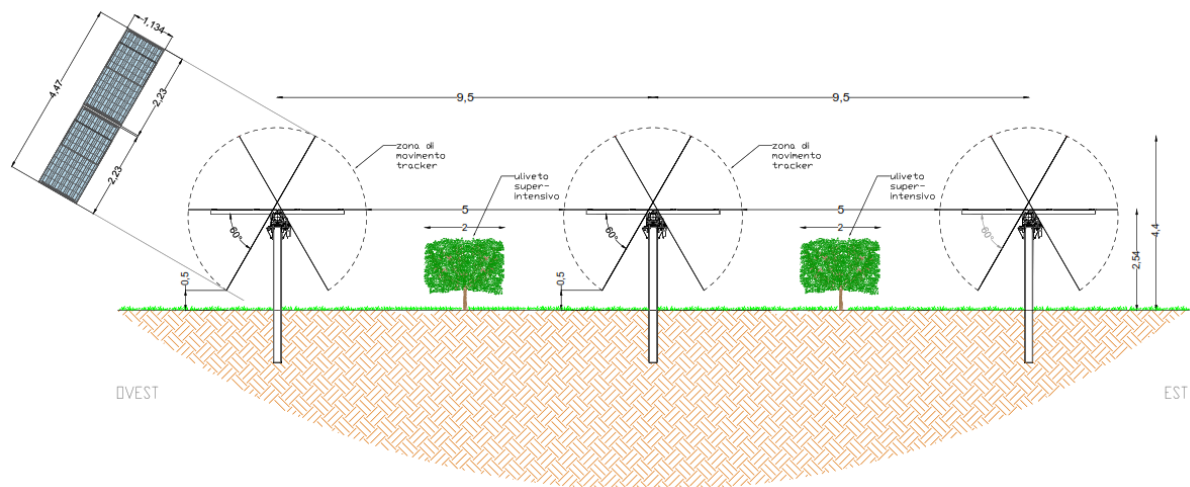 1,134
4,47
2,23
2,23
9,5
9,5
zona di
movimento
tracker
zona di
movimento
tracker
uliveto
super-
intensivo
uliveto
super-
intensivo
5
5
60°
60°
60°
2
2
0,5
0,5
2,54
4,4
OVEST
EST